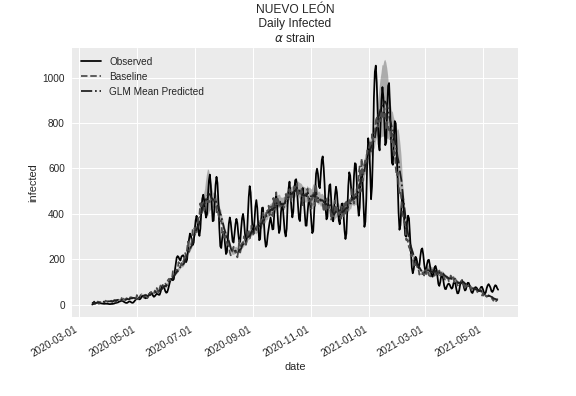 NUEVO LEÓN
Daily Infected
α strain
Observed
Baseline
GLM Mean Predicted
infected
1000
800
600
400
200
0
2020-03-01
2020-05-01
2020-07-01
2020-09-01
2020-11-01
2021-01-01
2021-03-01
2021-05-01
date